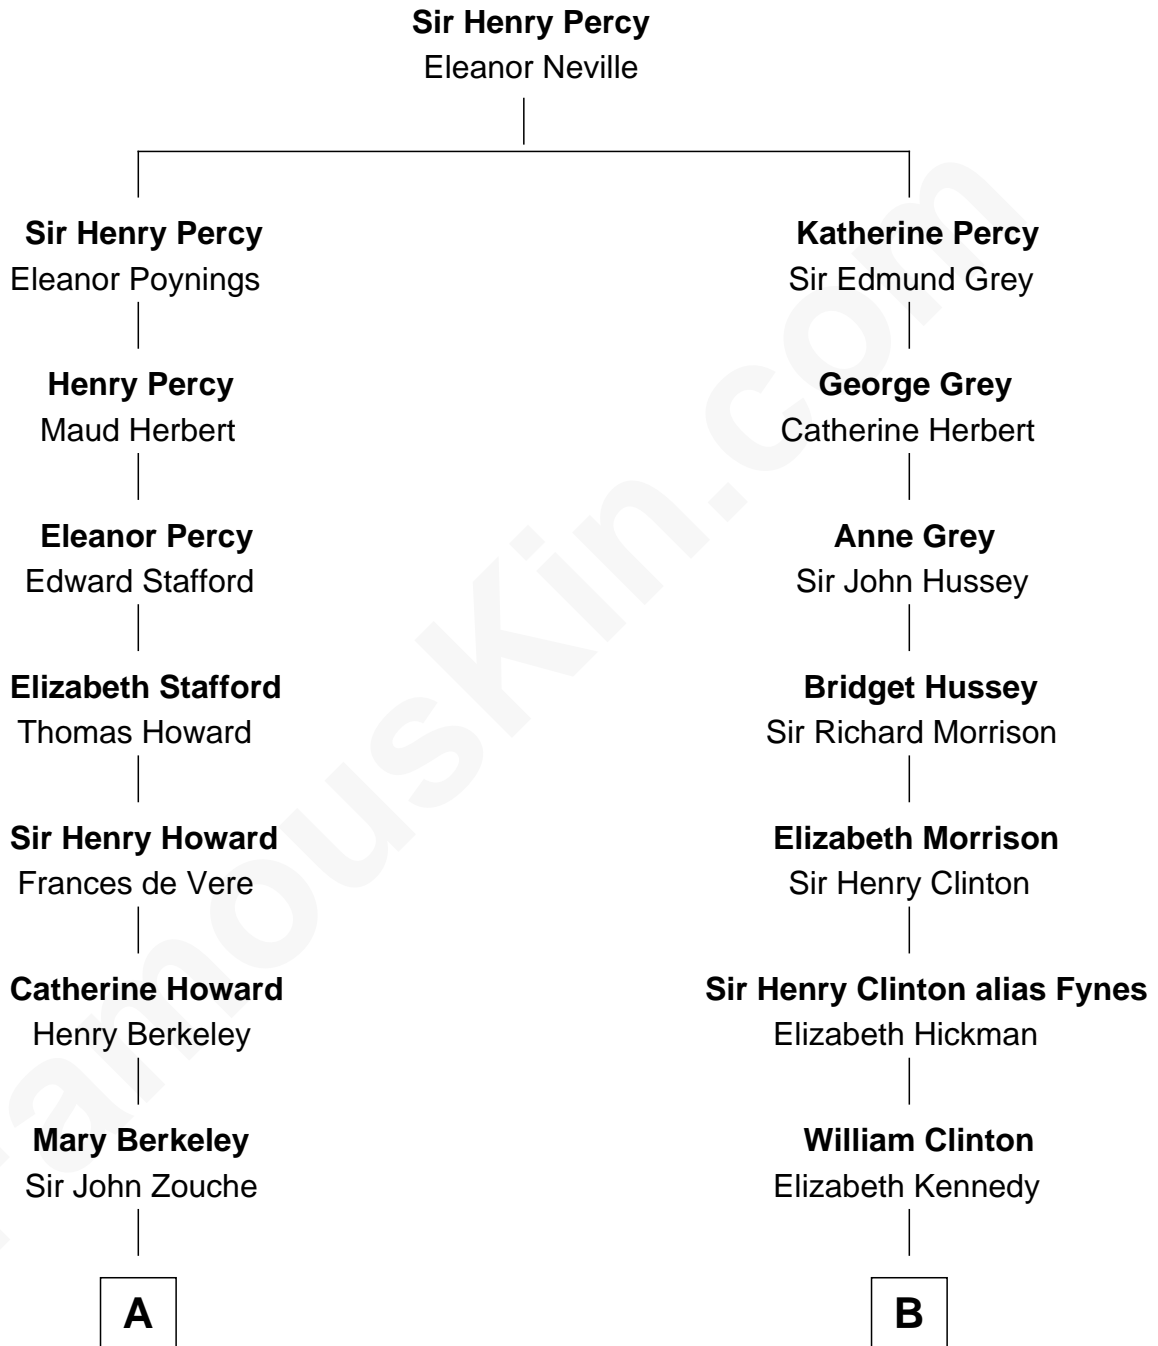 Sir Henry Percy
Eleanor Neville
Sir Henry Percy
Eleanor Poynings
Katherine Percy
Sir Edmund Grey
Henry Percy
Maud Herbert
George Grey
Catherine Herbert
Eleanor Percy
Edward Stafford
Anne Grey
Sir John Hussey
Elizabeth Stafford
Thomas Howard
Bridget Hussey
Sir Richard Morrison
Sir Henry Howard
Frances de Vere
Elizabeth Morrison
Sir Henry Clinton
Catherine Howard
Henry Berkeley
Sir Henry Clinton alias Fynes
Elizabeth Hickman
Mary Berkeley
Sir John Zouche
William Clinton
Elizabeth Kennedy
A
B
FamousKin.com